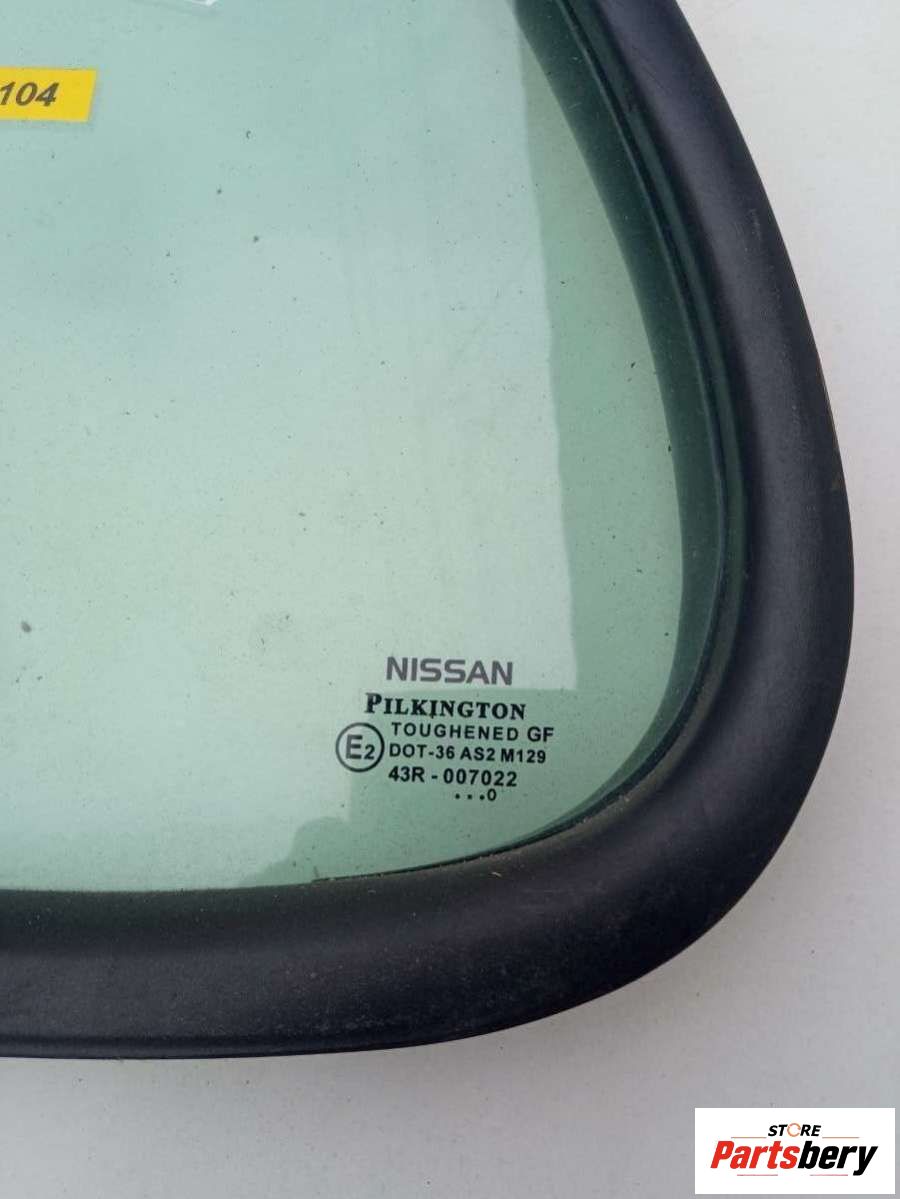 104
NISSAN
PILKINGTON
TOUGHENED GF
E2
DOT-36 AS2 M129
43R - 007022
...0
STORE
Partsbery